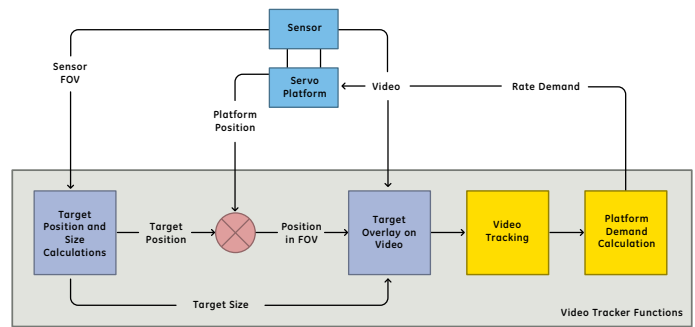 Sensor
Sensor
FOV
Servo
Platform
Video
Rate Demand
Platform
Position
Target
Position and
Size
Calculations
Target
Position
Position
in FOV
Target
Overlay on
Video
Video
Tracking
Platform
Demand
Calculation
Target Size
Video Tracker Functions